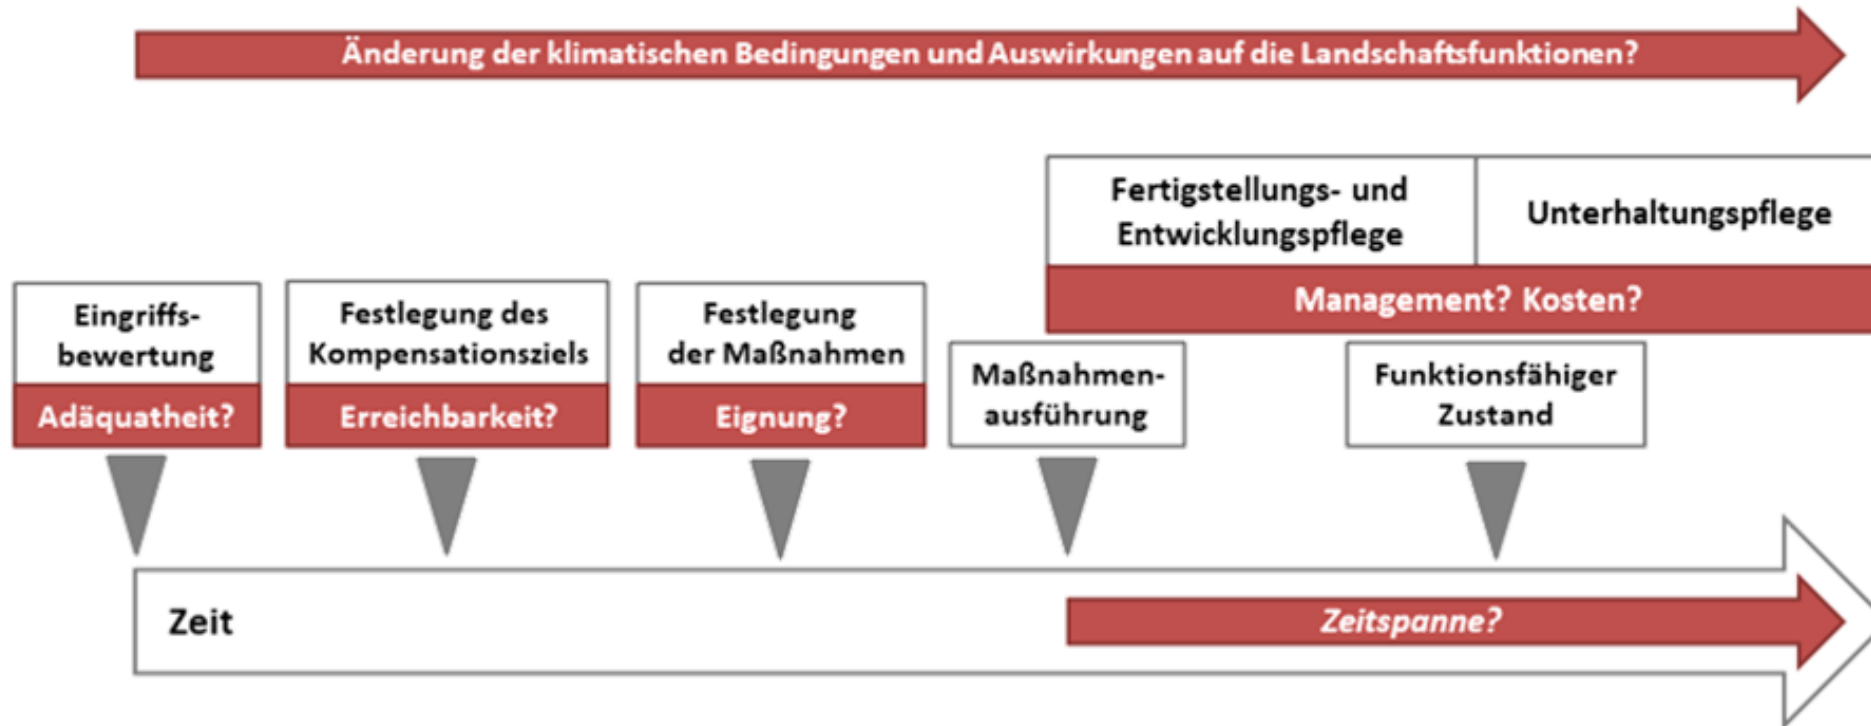 Änderung der klimatischen Bedingungen und Auswirkungen auf die Landschaftsfunktionen?
Fertigstellungs- und
Entwicklungspflege
Unterhaltungspflege
Management? Kosten?
Eingriffs-
bewertung
Adäquatheit?
Festlegung des
Kompensationsziels
Erreichbarkeit?
Festlegung
der Maßnahmen
Eignung?
Maßnahmen-
ausführung
Funktionsfähiger
Zustand
Zeit
Zeitspanne?